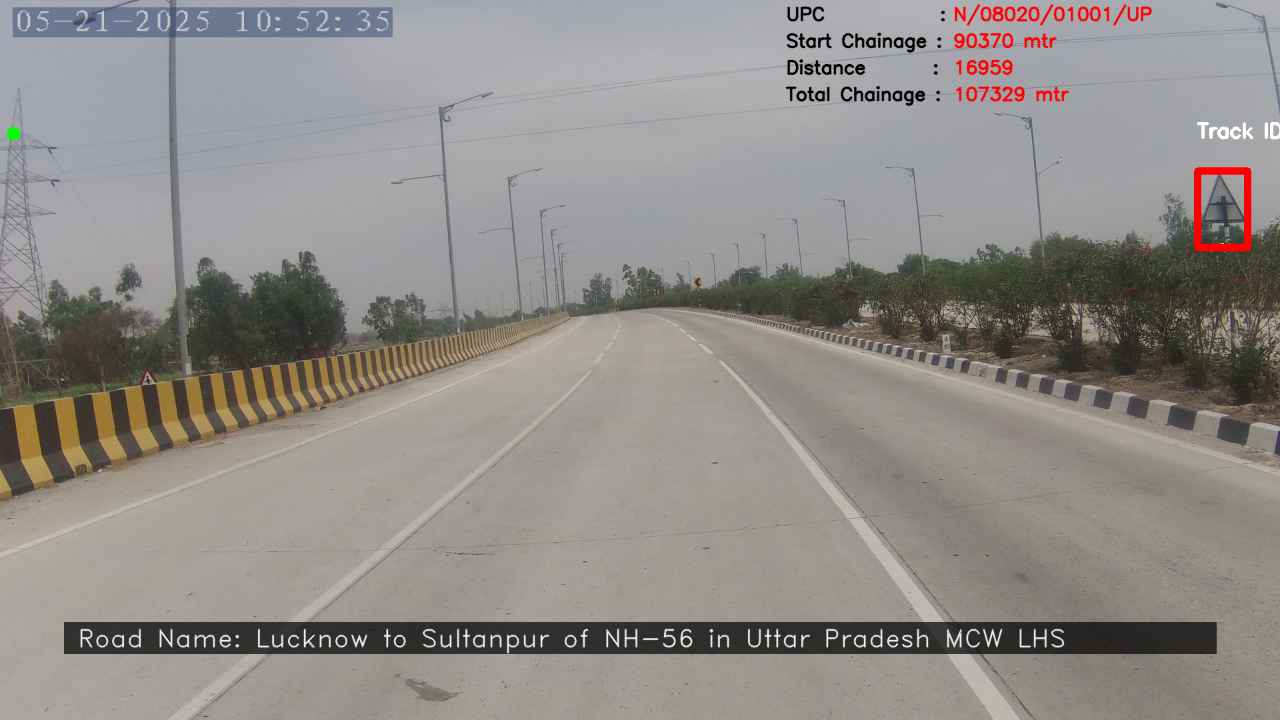 05-21-2025 10:52:35
UPC : N/08020/01001/UP
Start Chainage : 90370 mtr
Distance : 16959
Total Chainage : 107329 mtr
Track ID
Road Name: Lucknow to Sultanpur of NH-56 in Uttar Pradesh MCW LHS